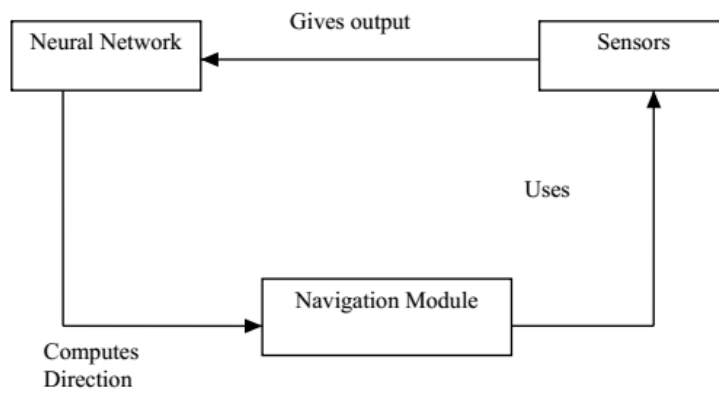 Gives output
Neural Network
Sensors
Uses
Navigation Module
Computes
Direction